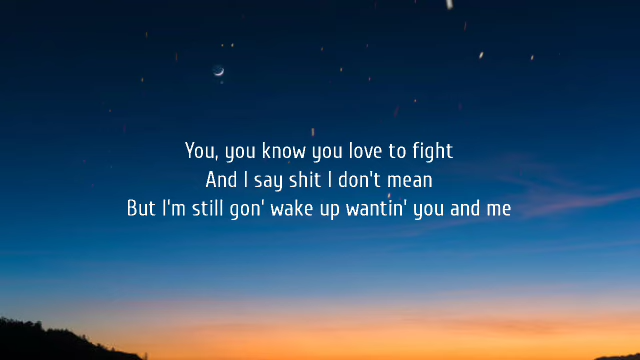 You, you know you love to fight
And I say shit I don't mean
But I'm still gon' wake up wantin' you and me